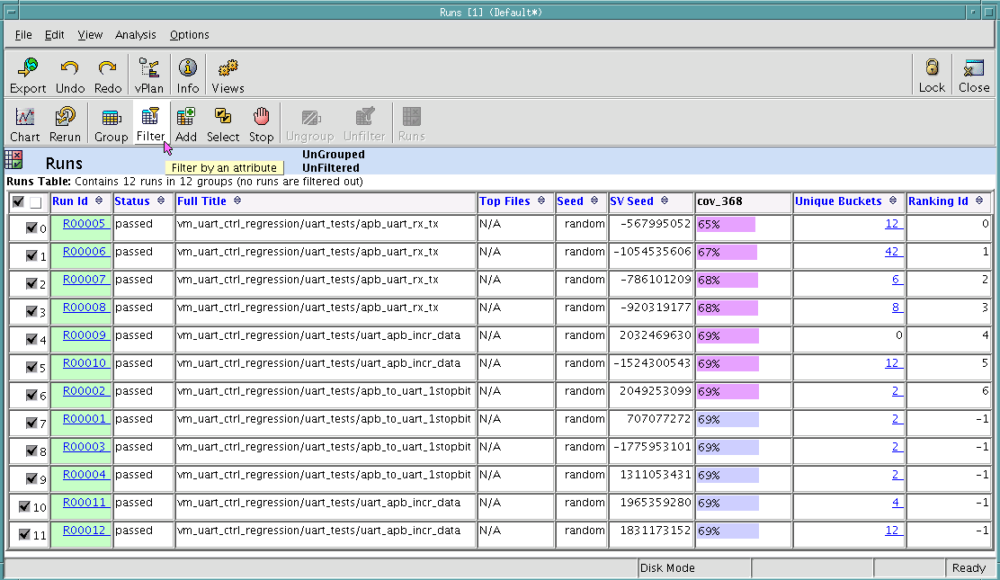 Runs [1] (Default*)
File Edit View Analysis Options
Export Undo Redo vPlan Info Views Lock Close
Chart Rerun Group Filter Add Select Stop Ungroup Unfilter Runs
Filter by an attribute
Runs
UnGrouped
UnFiltered
Runs Table: Contains 12 runs in 12 groups (no runs are filtered out)
Run Id Status Full Title Top Files Seed SV Seed cov_368 Unique Buckets Ranking Id
0 R00005 passed vm_uart_ctrl_regression/uart_tests/apb_uart_rx_tx N/A random -567995052 65% 12 0
1 R00006 passed vm_uart_ctrl_regression/uart_tests/apb_uart_rx_tx N/A random -1054535606 67% 42 1
2 R00007 passed vm_uart_ctrl_regression/uart_tests/apb_uart_rx_tx N/A random -786101209 68% 6 2
3 R00008 passed vm_uart_ctrl_regression/uart_tests/apb_uart_rx_tx N/A random -920319177 68% 8 3
4 R00009 passed vm_uart_ctrl_regression/uart_tests/uart_apb_incr_data N/A random 2032469630 69% 0 4
5 R00010 passed vm_uart_ctrl_regression/uart_tests/uart_apb_incr_data N/A random -1524300543 69% 12 5
6 R00002 passed vm_uart_ctrl_regression/uart_tests/apb_to_uart_1stopbit N/A random 2049253099 69% 2 6
7 R00001 passed vm_uart_ctrl_regression/uart_tests/apb_to_uart_1stopbit N/A random 707077272 69% 2 -1
8 R00003 passed vm_uart_ctrl_regression/uart_tests/apb_to_uart_1stopbit N/A random -1775953101 69% 2 -1
9 R00004 passed vm_uart_ctrl_regression/uart_tests/apb_to_uart_1stopbit N/A random 1311053431 69% 2 -1
10 R00011 passed vm_uart_ctrl_regression/uart_tests/uart_apb_incr_data N/A random 1965359280 69% 4 -1
11 R00012 passed vm_uart_ctrl_regression/uart_tests/uart_apb_incr_data N/A random 1831173152 69% 12 -1
Disk Mode Ready